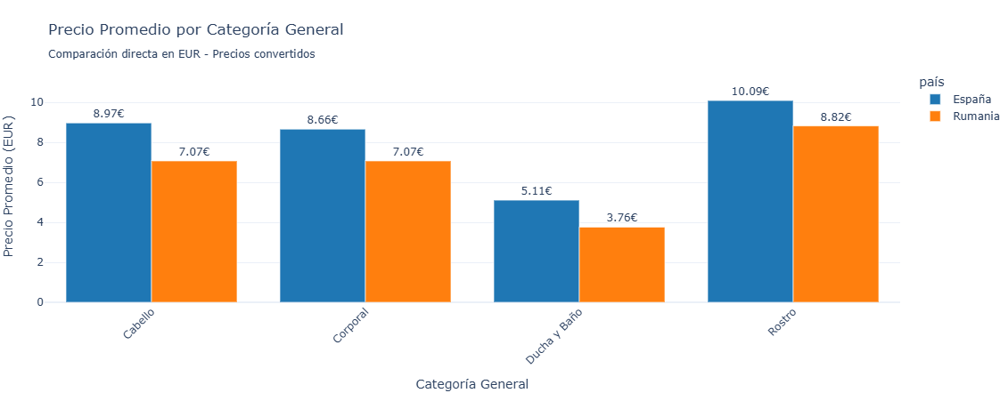 Precio Promedio por Categoría General
Comparación directa en EUR - Precios convertidos
país
España
Rumania
Precio Promedio (EUR)
10
8
6
4
2
0
8.97€
7.07€
8.66€
7.07€
5.11€
3.76€
10.09€
8.82€
Cabello
Corporal
Ducha y Baño
Rostro
Categoría General